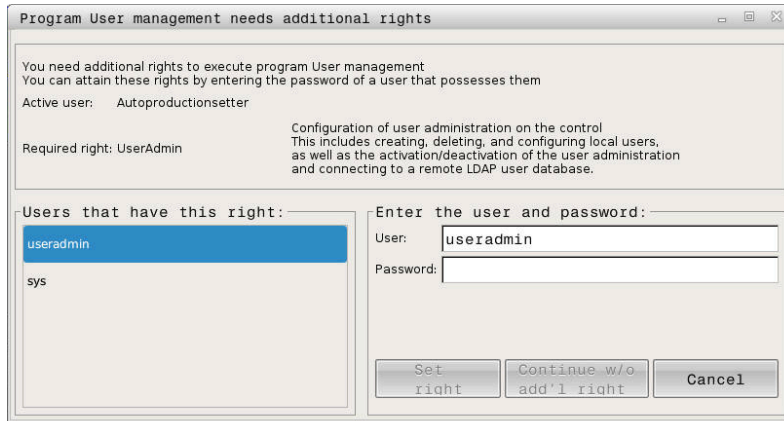 Program User management needs additional rights
You need additional rights to execute program User management
You can attain these rights by entering the password of a user that possesses them
Active user: Autoproductionsetter
Required right: UserAdmin
Configuration of user administration on the control
This includes creating, deleting, and configuring local users,
as well as the activation/deactivation of the user administration
and connecting to a remote LDAP user database.
Users that have this right:
useradmin
sys
Enter the user and password:
User: useradmin
Password:
Set
right
Continue w/o
add'l right
Cancel